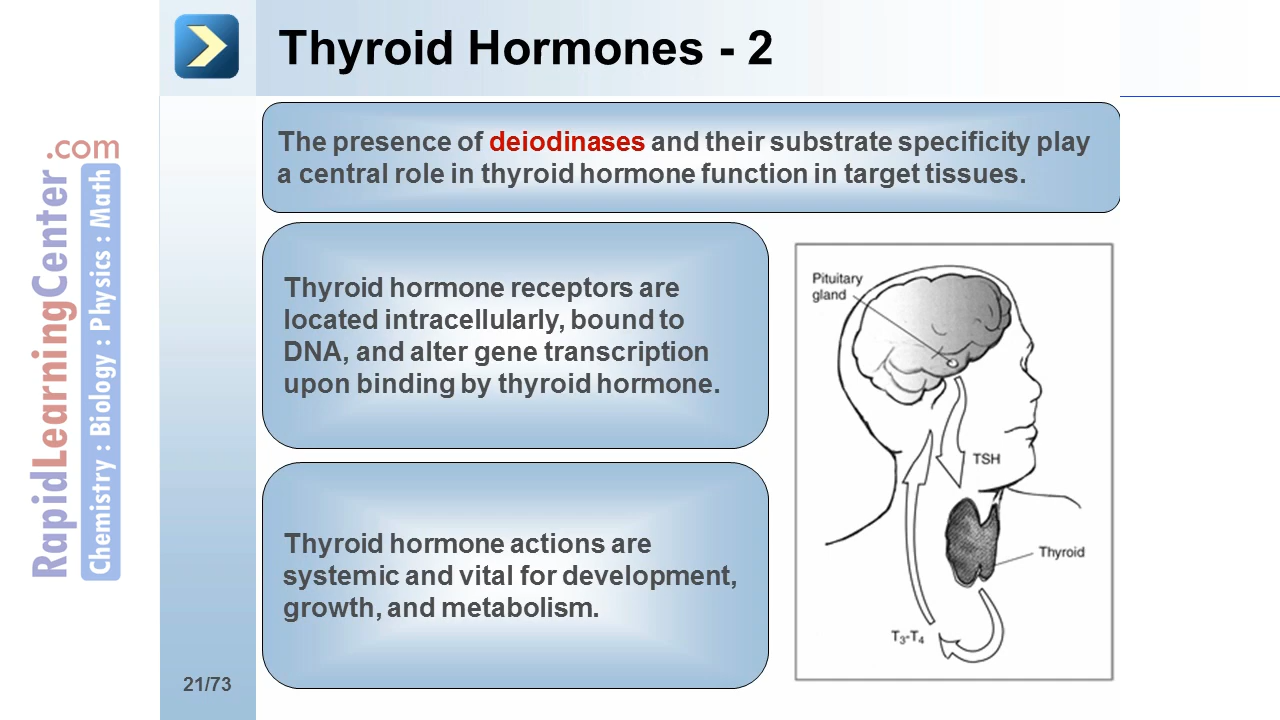 Thyroid Hormones - 2
The presence of deiodinases and their substrate specificity play
a central role in thyroid hormone function in target tissues.
Thyroid hormone receptors are
located intracellularly, bound to
DNA, and alter gene transcription
upon binding by thyroid hormone.
Thyroid hormone actions are
systemic and vital for development,
growth, and metabolism.
Pituitary
gland
TSH
Thyroid
T₃-T₄
RapidLearningCenter.com
Chemistry : Biology : Physics : Math
21/73